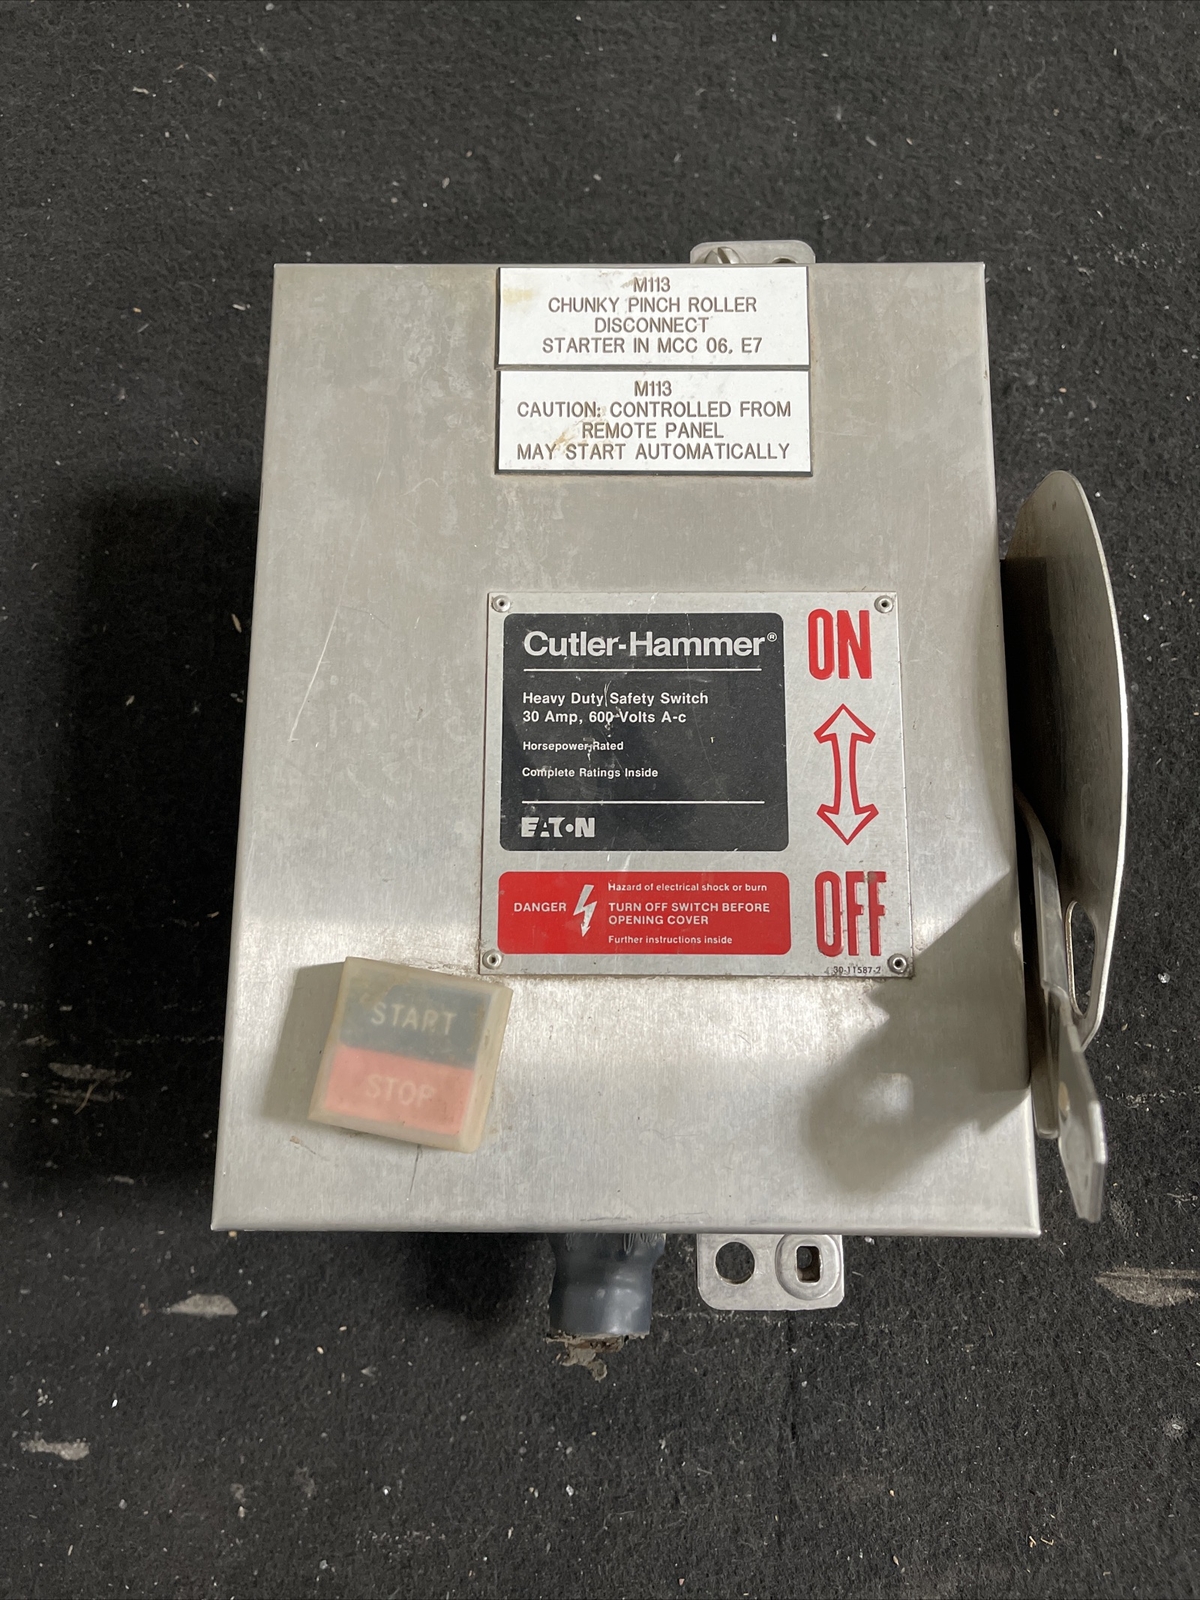 M113
CHUNKY PINCH ROLLER
DISCONNECT
STARTER IN MCC 06, E7
M113
CAUTION: CONTROLLED FROM
REMOTE PANEL
MAY START AUTOMATICALLY
Cutler-Hammer®
Heavy Duty Safety Switch
30 Amp, 600 Volts A-c
Horsepower Rated
Complete Ratings Inside
EATON
ON
OFF
DANGER
Hazard of electrical shock or burn
TURN OFF SWITCH BEFORE
OPENING COVER
Further instructions inside
30-11587-2
START
STOP